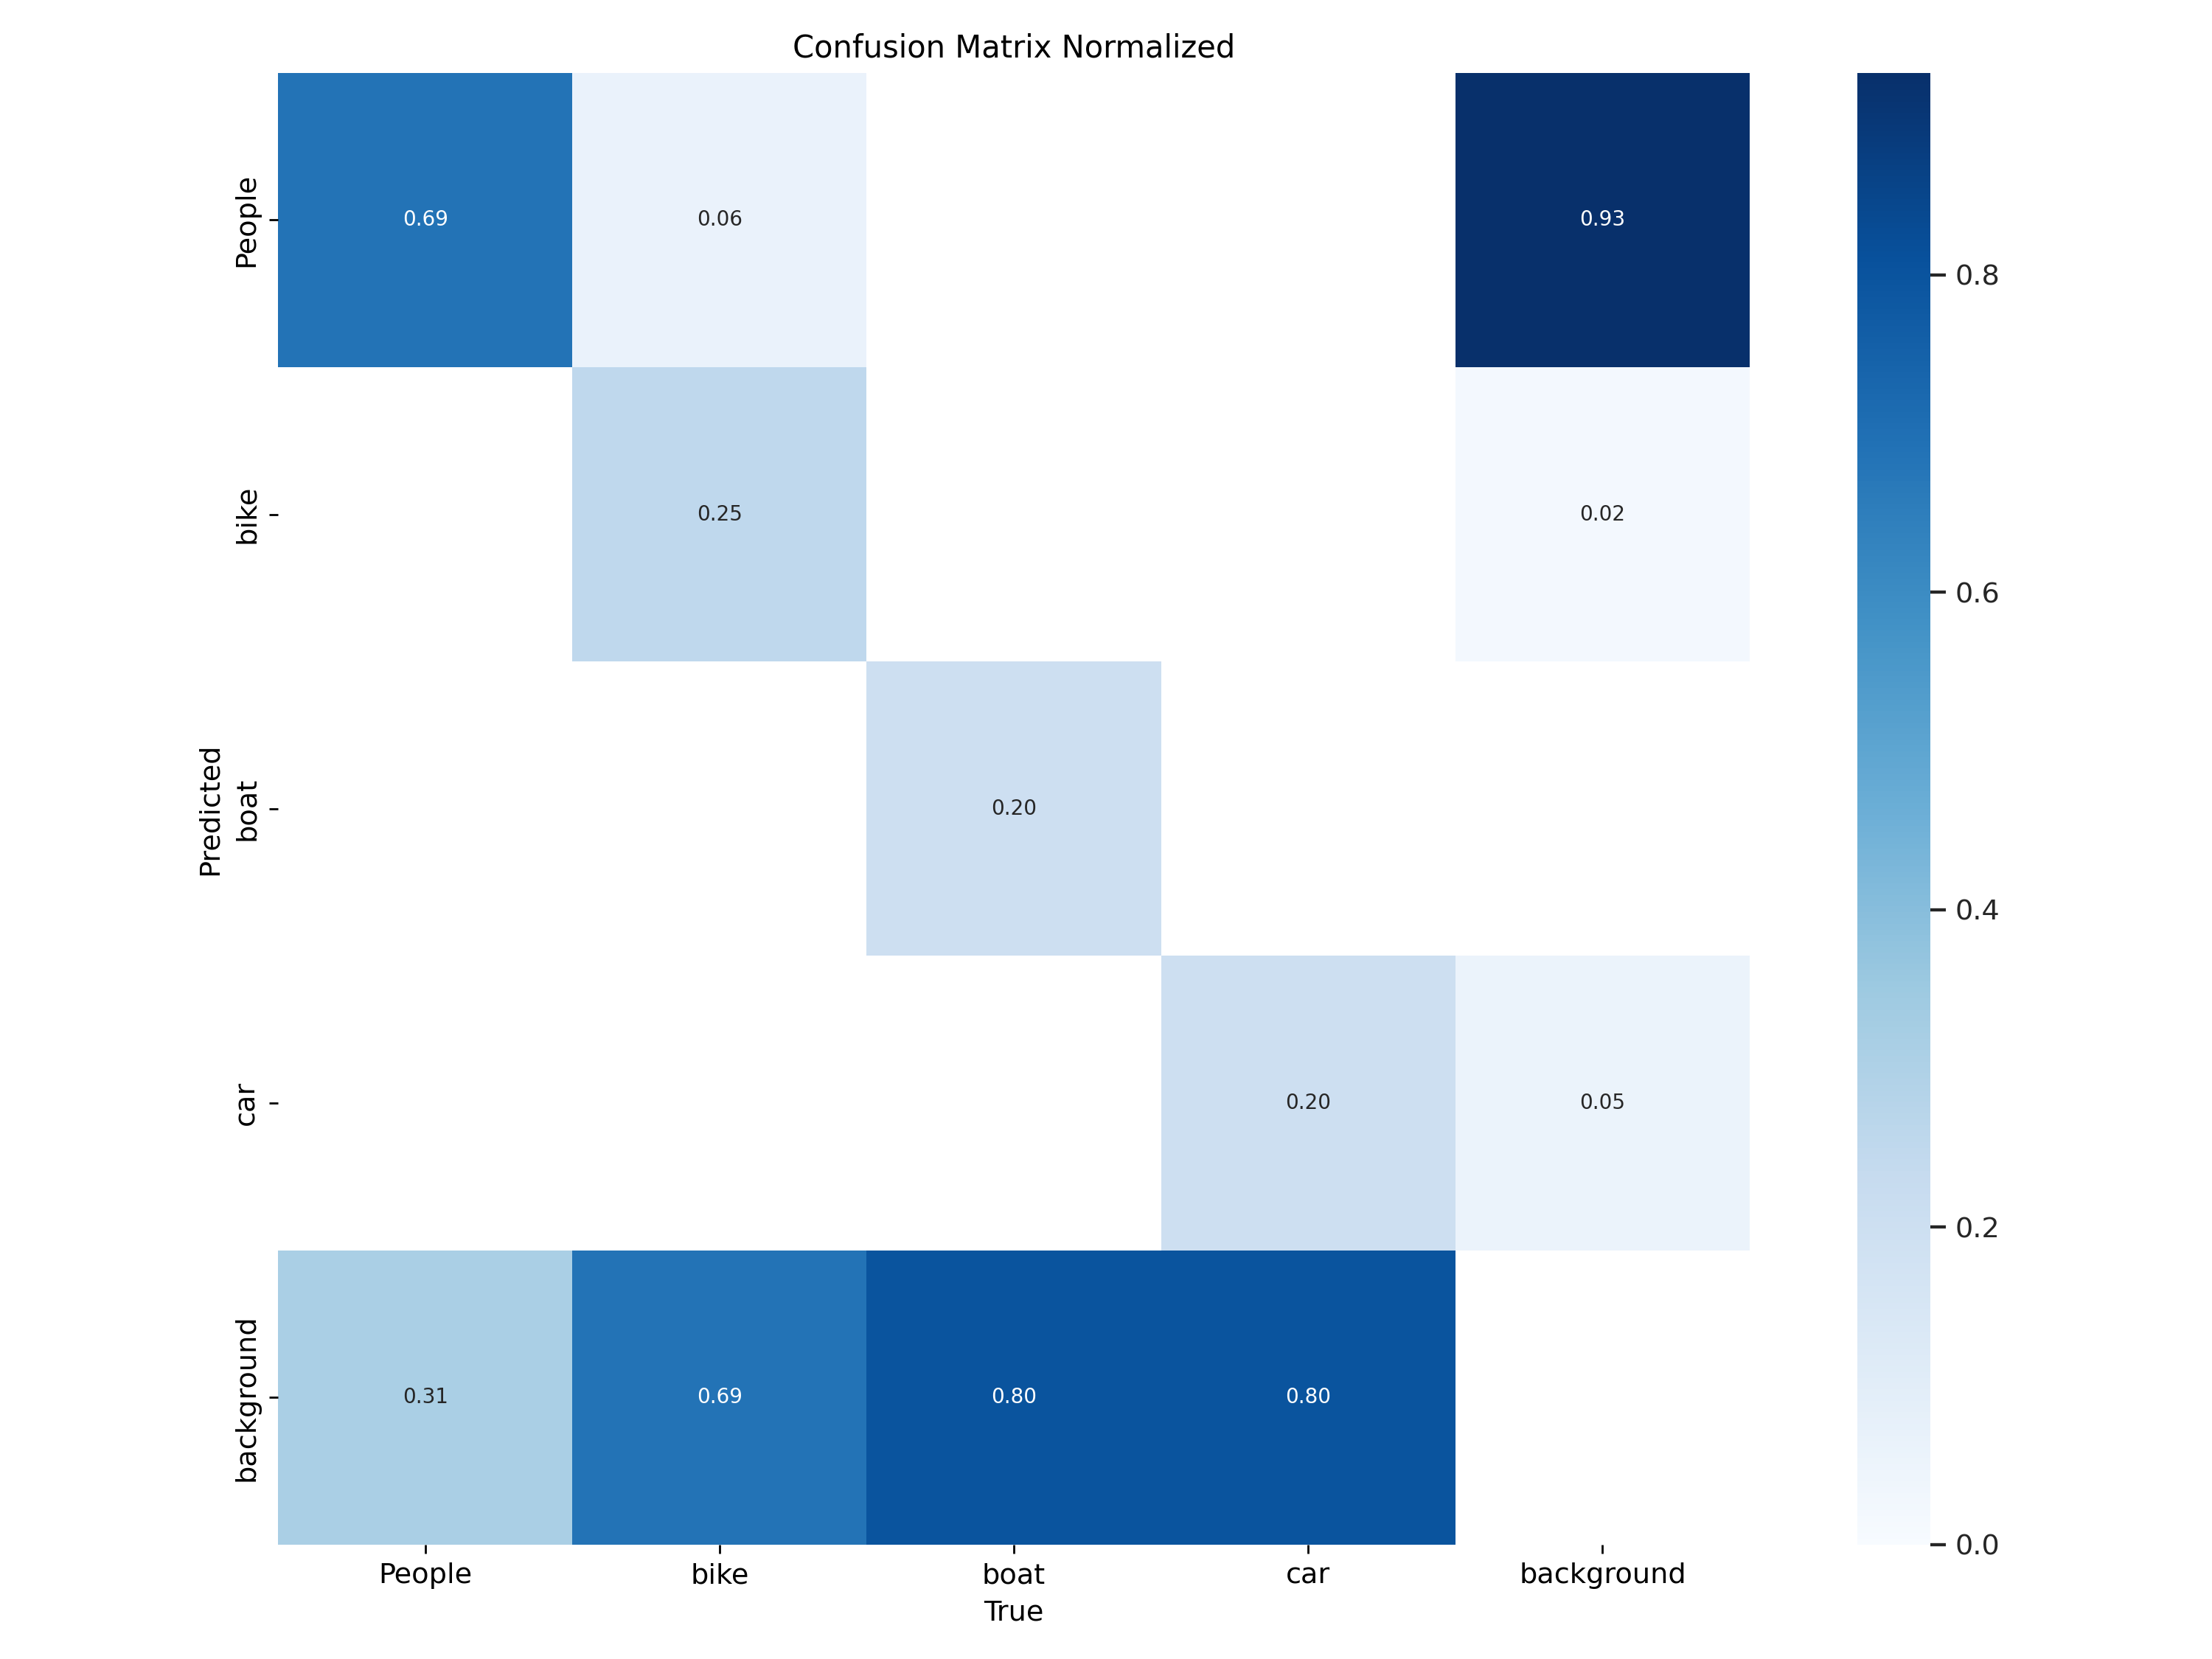 Confusion Matrix Normalized
People
0.69
0.06
0.93
0.8
bike
0.25
0.02
0.6
Predicted
boat
0.20
0.4
car
0.20
0.05
0.2
background
0.31
0.69
0.80
0.80
0.0
People
bike
boat
car
background
True